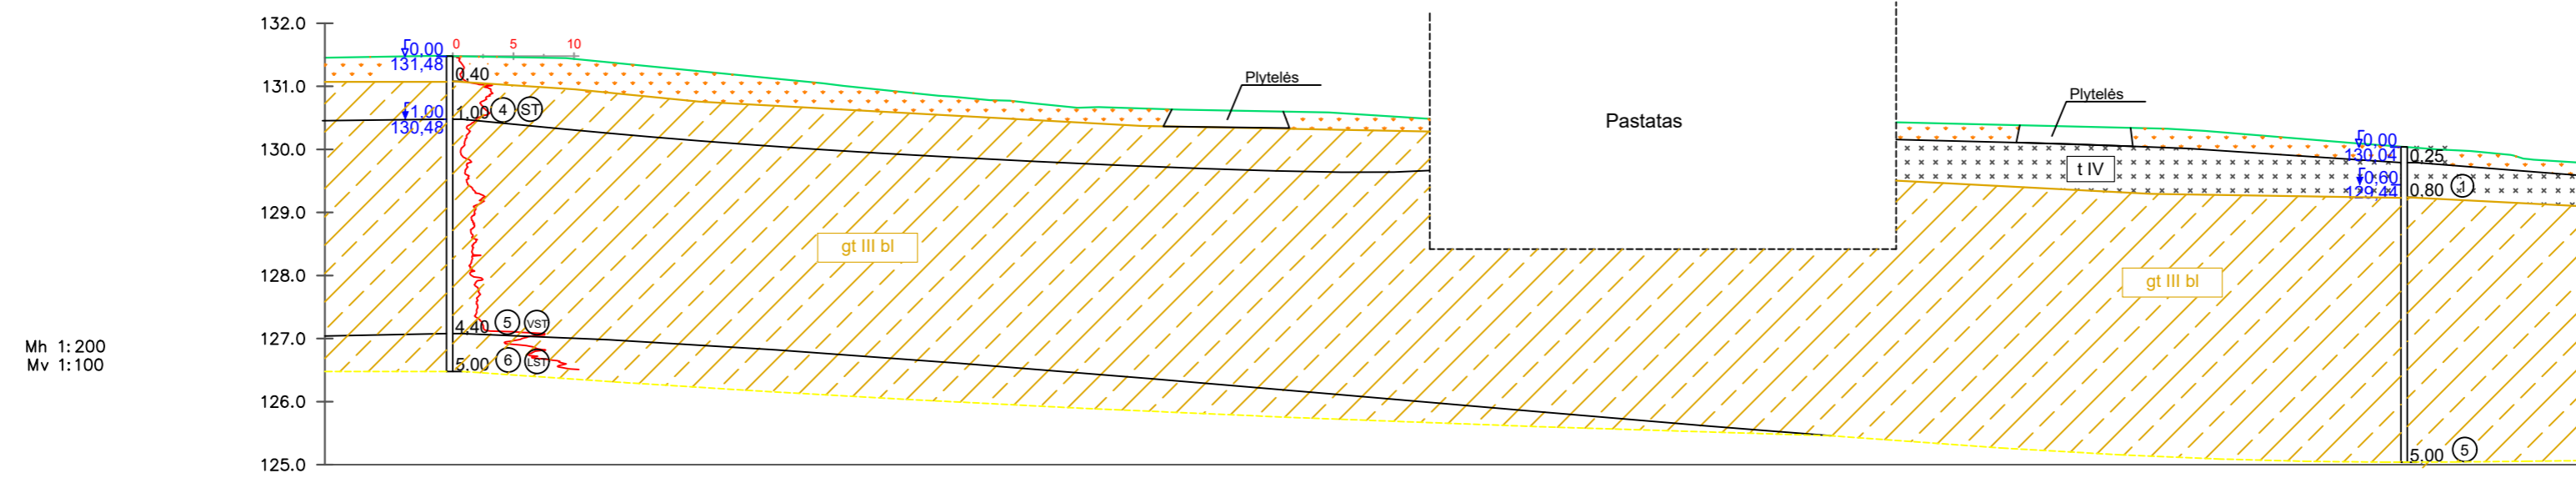 132.0
131.0
130.0
129.0
128.0
127.0
126.0
125.0
Mh 1:200
Mv 1:100
0,00
131,48
1,00
130,48
0 5 10
0,40
1,00
4 ST
4,40
5 VST
5,00
6 LST
gt III bl
Plytelės
Pastatas
Plytelės
t IV
gt III bl
0,00
130,04
0,60
129,44
0,25
0,80
1
5,00
5